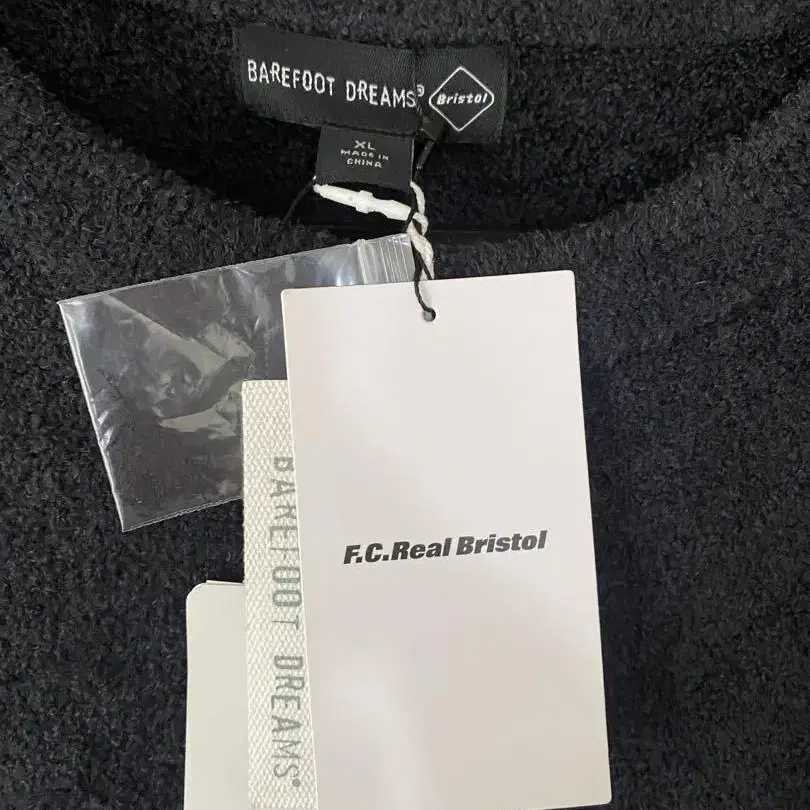 BAREFOOT DREAMS®
Bristol
XL
MADE IN
CHINA
F.C.Real Bristol
BAREFOOT DREAMS®